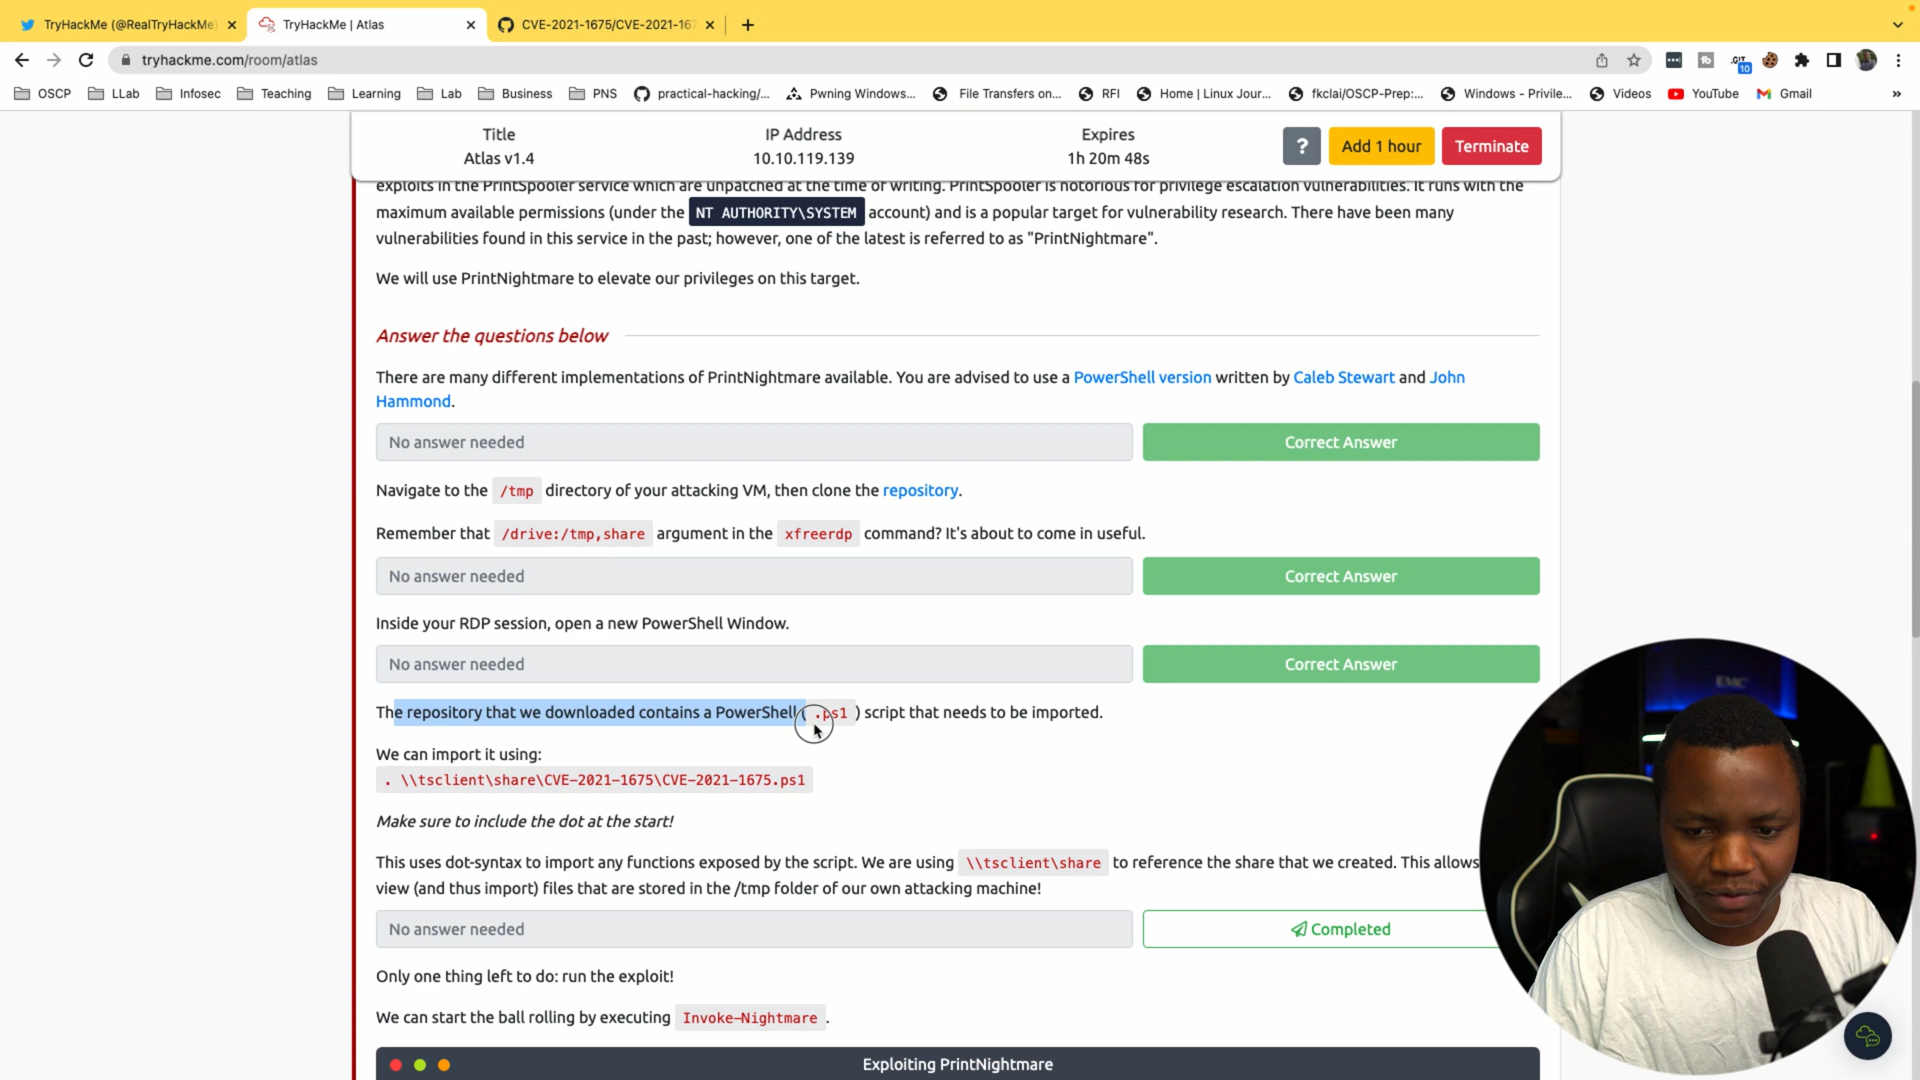 TryHackMe (@RealTryHackMe)
TryHackMe | Atlas
CVE-2021-1675/CVE-2021-167
tryhackme.com/room/atlas
10
OSCP
LLab
Infosec
Teaching
Learning
Lab
Business
PNS
practical-hacking/...
Pwning Windows...
File Transfers on...
RFI
Home | Linux Jour...
fkclai/OSCP-Prep:...
Windows - Privile...
Videos
YouTube
Gmail
»
Title
IP Address
Expires
Atlas v1.4
10.10.119.139
1h 20m 48s
?
Add 1 hour
Terminate
exploits in the PrintSpooler service which are unpatched at the time of writing. PrintSpooler is notorious for privilege escalation vulnerabilities. It runs with the
maximum available permissions (under the NT AUTHORITY\SYSTEM account) and is a popular target for vulnerability research. There have been many
vulnerabilities found in this service in the past; however, one of the latest is referred to as "PrintNightmare".
We will use PrintNightmare to elevate our privileges on this target.
Answer the questions below
There are many different implementations of PrintNightmare available. You are advised to use a PowerShell version written by Caleb Stewart and John
Hammond.
No answer needed
Correct Answer
Navigate to the /tmp directory of your attacking VM, then clone the repository.
Remember that /drive:/tmp,share argument in the xfreerdp command? It's about to come in useful.
No answer needed
Correct Answer
Inside your RDP session, open a new PowerShell Window.
No answer needed
Correct Answer
The repository that we downloaded contains a PowerShell ( .ps1 ) script that needs to be imported.
We can import it using:
. \\tsclient\share\CVE-2021-1675\CVE-2021-1675.ps1
Make sure to include the dot at the start!
This uses dot-syntax to import any functions exposed by the script. We are using \\tsclient\share to reference the share that we created. This allows
view (and thus import) files that are stored in the /tmp folder of our own attacking machine!
No answer needed
Completed
Only one thing left to do: run the exploit!
We can start the ball rolling by executing Invoke-Nightmare .
Exploiting PrintNightmare
EMC